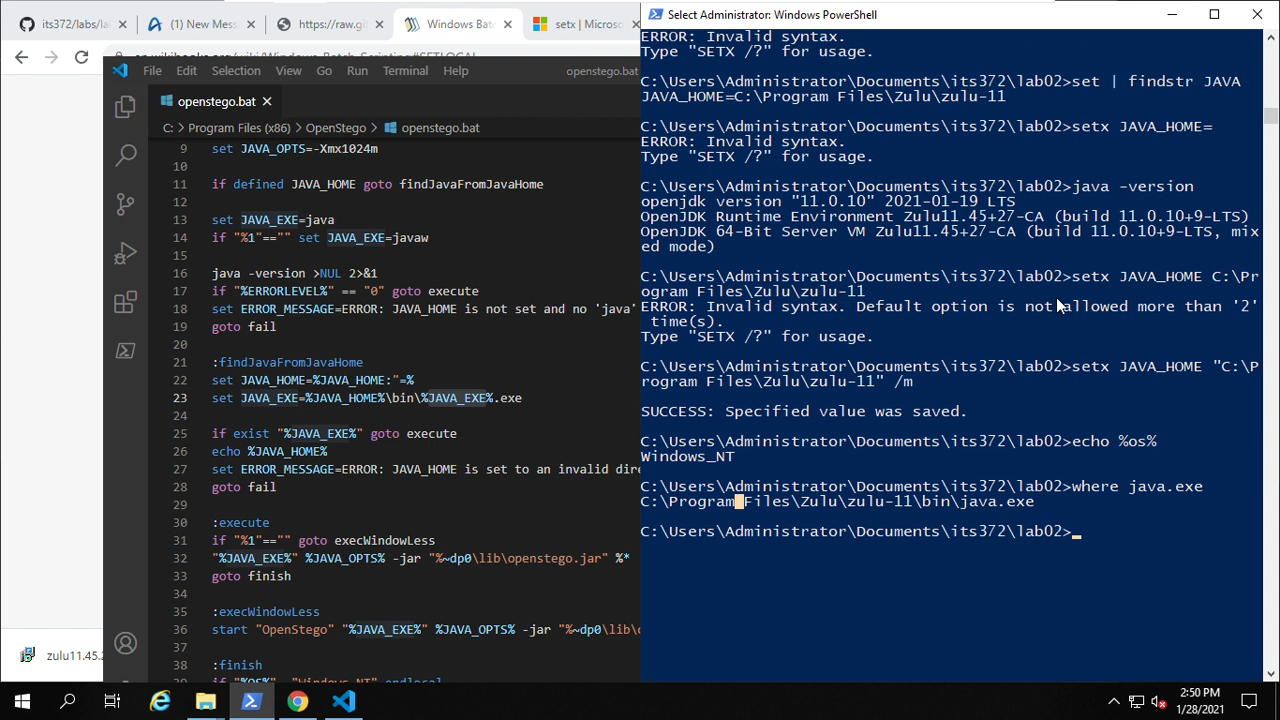 its372/labs/la
(1) New Mess
https://raw.gi
Windows Bat
setx | Microso
Select Administrator: Windows PowerShell
File Edit Selection View Go Run Terminal Help
openstego.bat
openstego.bat
C: > Program Files (x86) > OpenStego > openstego.bat
9 set JAVA_OPTS=-Xmx1024m
10
11 if defined JAVA_HOME goto findJavaFromJavaHome
12
13 set JAVA_EXE=java
14 if "%1"=="" set JAVA_EXE=javaw
15
16 java -version >NUL 2>&1
17 if "%ERRORLEVEL%" == "0" goto execute
18 set ERROR_MESSAGE=ERROR: JAVA_HOME is not set and no 'java'
19 goto fail
20
21 :findJavaFromJavaHome
22 set JAVA_HOME=%JAVA_HOME:"=%
23 set JAVA_EXE=%JAVA_HOME%\bin\%JAVA_EXE%.exe
24
25 if exist "%JAVA_EXE%" goto execute
26 echo %JAVA_HOME%
27 set ERROR_MESSAGE=ERROR: JAVA_HOME is set to an invalid dire
28 goto fail
29
30 :execute
31 if "%1"=="" goto execWindowLess
32 "%JAVA_EXE%" %JAVA_OPTS% -jar "%~dp0\lib\openstego.jar" %*
33 goto finish
34
35 :execWindowLess
36 start "OpenStego" "%JAVA_EXE%" %JAVA_OPTS% -jar "%~dp0\lib\
37
38 :finish
ERROR: Invalid syntax.
Type "SETX /?" for usage.
C:\Users\Administrator\Documents\its372\lab02>set | findstr JAVA
JAVA_HOME=C:\Program Files\Zulu\zulu-11
C:\Users\Administrator\Documents\its372\lab02>setx JAVA_HOME=
ERROR: Invalid syntax.
Type "SETX /?" for usage.
C:\Users\Administrator\Documents\its372\lab02>java -version
openjdk version "11.0.10" 2021-01-19 LTS
OpenJDK Runtime Environment Zulu11.45+27-CA (build 11.0.10+9-LTS)
OpenJDK 64-Bit Server VM Zulu11.45+27-CA (build 11.0.10+9-LTS, mix
ed mode)
C:\Users\Administrator\Documents\its372\lab02>setx JAVA_HOME C:\Pr
ogram Files\Zulu\zulu-11
ERROR: Invalid syntax. Default option is not allowed more than '2'
time(s).
Type "SETX /?" for usage.
C:\Users\Administrator\Documents\its372\lab02>setx JAVA_HOME "C:\P
rogram Files\Zulu\zulu-11" /m
SUCCESS: Specified value was saved.
C:\Users\Administrator\Documents\its372\lab02>echo %os%
Windows_NT
C:\Users\Administrator\Documents\its372\lab02>where java.exe
C:\Program Files\Zulu\zulu-11\bin\java.exe
C:\Users\Administrator\Documents\its372\lab02>
zulu11.45.2
2:50 PM
1/28/2021